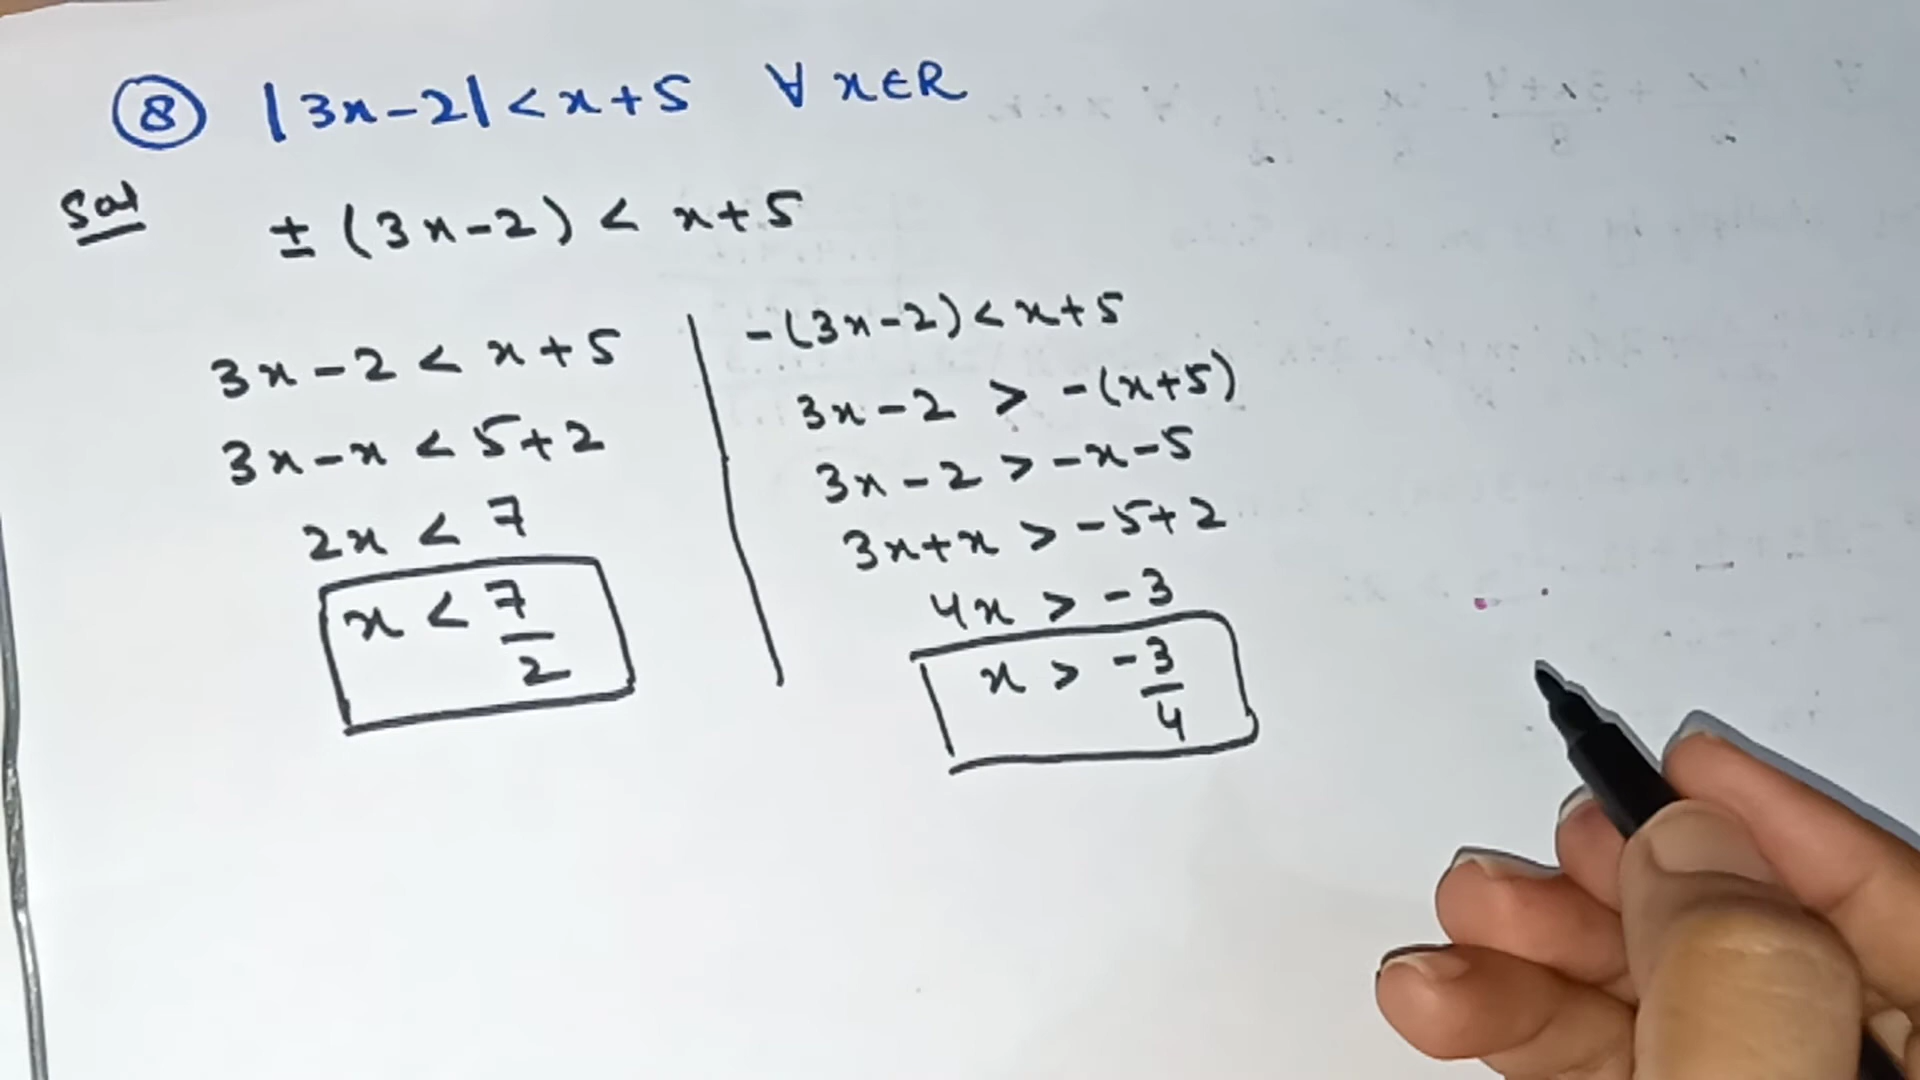 ⑧ |3x-2| < x+5 ∀ x∈R
Sol
± (3x-2) < x+5
3x-2 < x+5
3x-x < 5+2
2x < 7
x < 7/2
-(3x-2) < x+5
3x-2 > -(x+5)
3x-2 > -x-5
3x+x > -5+2
4x > -3
x > -3/4